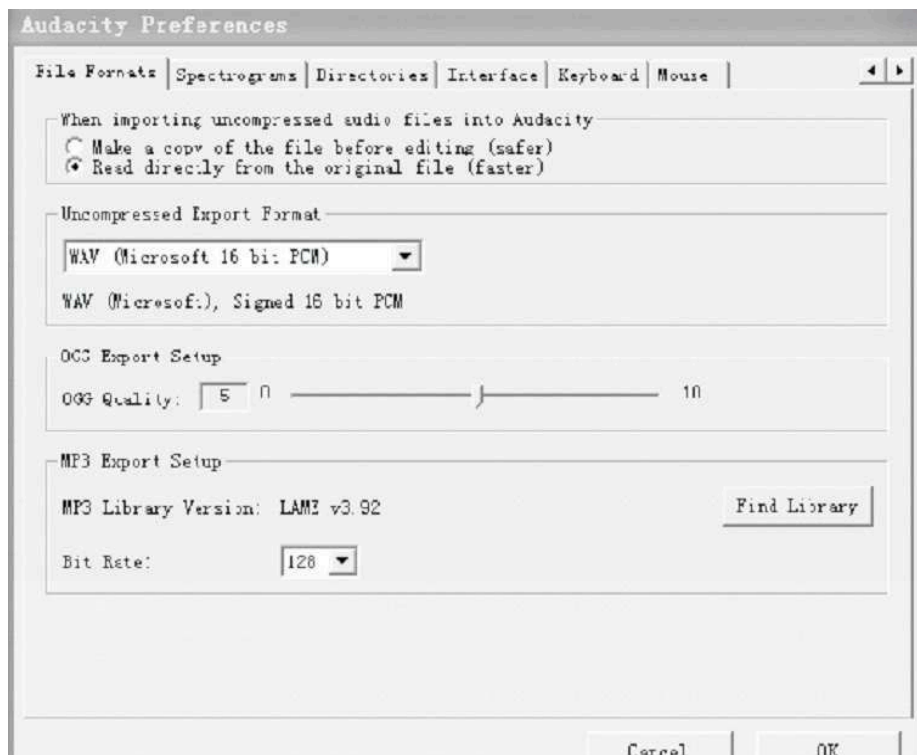 Audacity Preferences
File Formats Spectrograms Directories Interface Keyboard Mouse
When importing uncompressed audio files into Audacity
Make a copy of the file before editing (safer)
Read directly from the original file (faster)
Uncompressed Export Format
WAV (Microsoft 16 bit PCM)
WAV (Microsoft), Signed 16 bit PCM
OGG Export Setup
OGG Quality: 5 0 10
MP3 Export Setup
MP3 Library Version: LAME v3.92 Find Library
Bit Rate: 128
Cancel OK